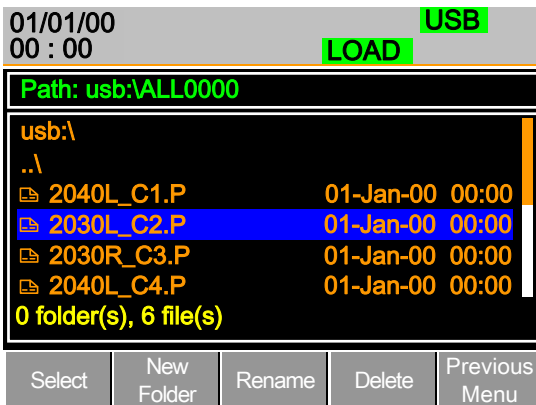 01/01/00 USB
00 : 00 LOAD
Path: usb:\ALL0000
usb:\
..\
2040L_C1.P 01-Jan-00 00:00
2030L_C2.P 01-Jan-00 00:00
2030R_C3.P 01-Jan-00 00:00
2040L_C4.P 01-Jan-00 00:00
0 folder(s), 6 file(s)
Select New Folder Rename Delete Previous Menu